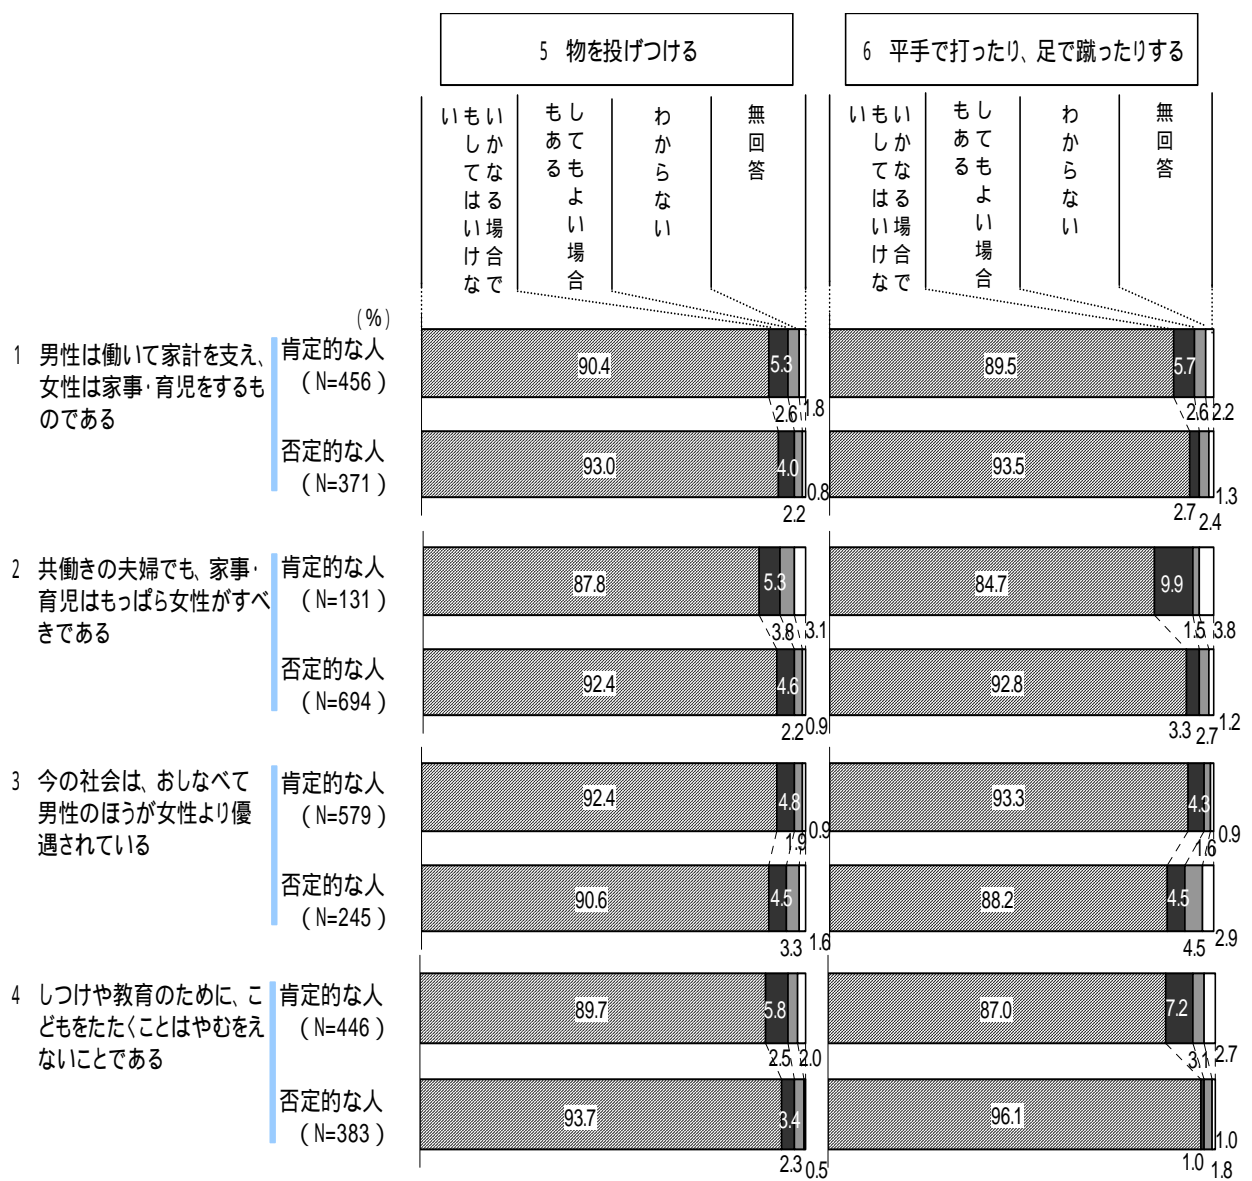 5 物を投げつける
6 平手で打ったり、足で蹴ったりする
いかなる場合で
もしてはいけな
い
してもよい場合
もある
わからない
無回答
いかなる場合で
もしてはいけな
い
してもよい場合
もある
わからない
無回答
(%)
1 男性は働いて家計を支え、
女性は家事・育児をするも
のである
肯定的な人
(N=456)
90.4
5.3
2.6
1.8
89.5
5.7
2.6
2.2
否定的な人
(N=371)
93.0
4.0
2.2
0.8
93.5
2.7
2.4
1.3
2 共働きの夫婦でも、家事・
育児はもっぱら女性がすべ
きである
肯定的な人
(N=131)
87.8
5.3
3.8
3.1
84.7
9.9
1.5
3.8
否定的な人
(N=694)
92.4
4.6
2.2
0.9
92.8
3.3
2.7
1.2
3 今の社会は、おしなべて
男性のほうが女性より優
遇されている
肯定的な人
(N=579)
92.4
4.8
1.9
0.9
93.3
4.3
1.6
0.9
否定的な人
(N=245)
90.6
4.5
3.3
1.6
88.2
4.5
4.5
2.9
4 しつけや教育のために、こ
どもをたたくことはやむをえ
ないことである
肯定的な人
(N=446)
89.7
5.8
2.5
2.0
87.0
7.2
3.1
2.7
否定的な人
(N=383)
93.7
3.4
2.3
0.5
96.1
1.0
1.8
1.0